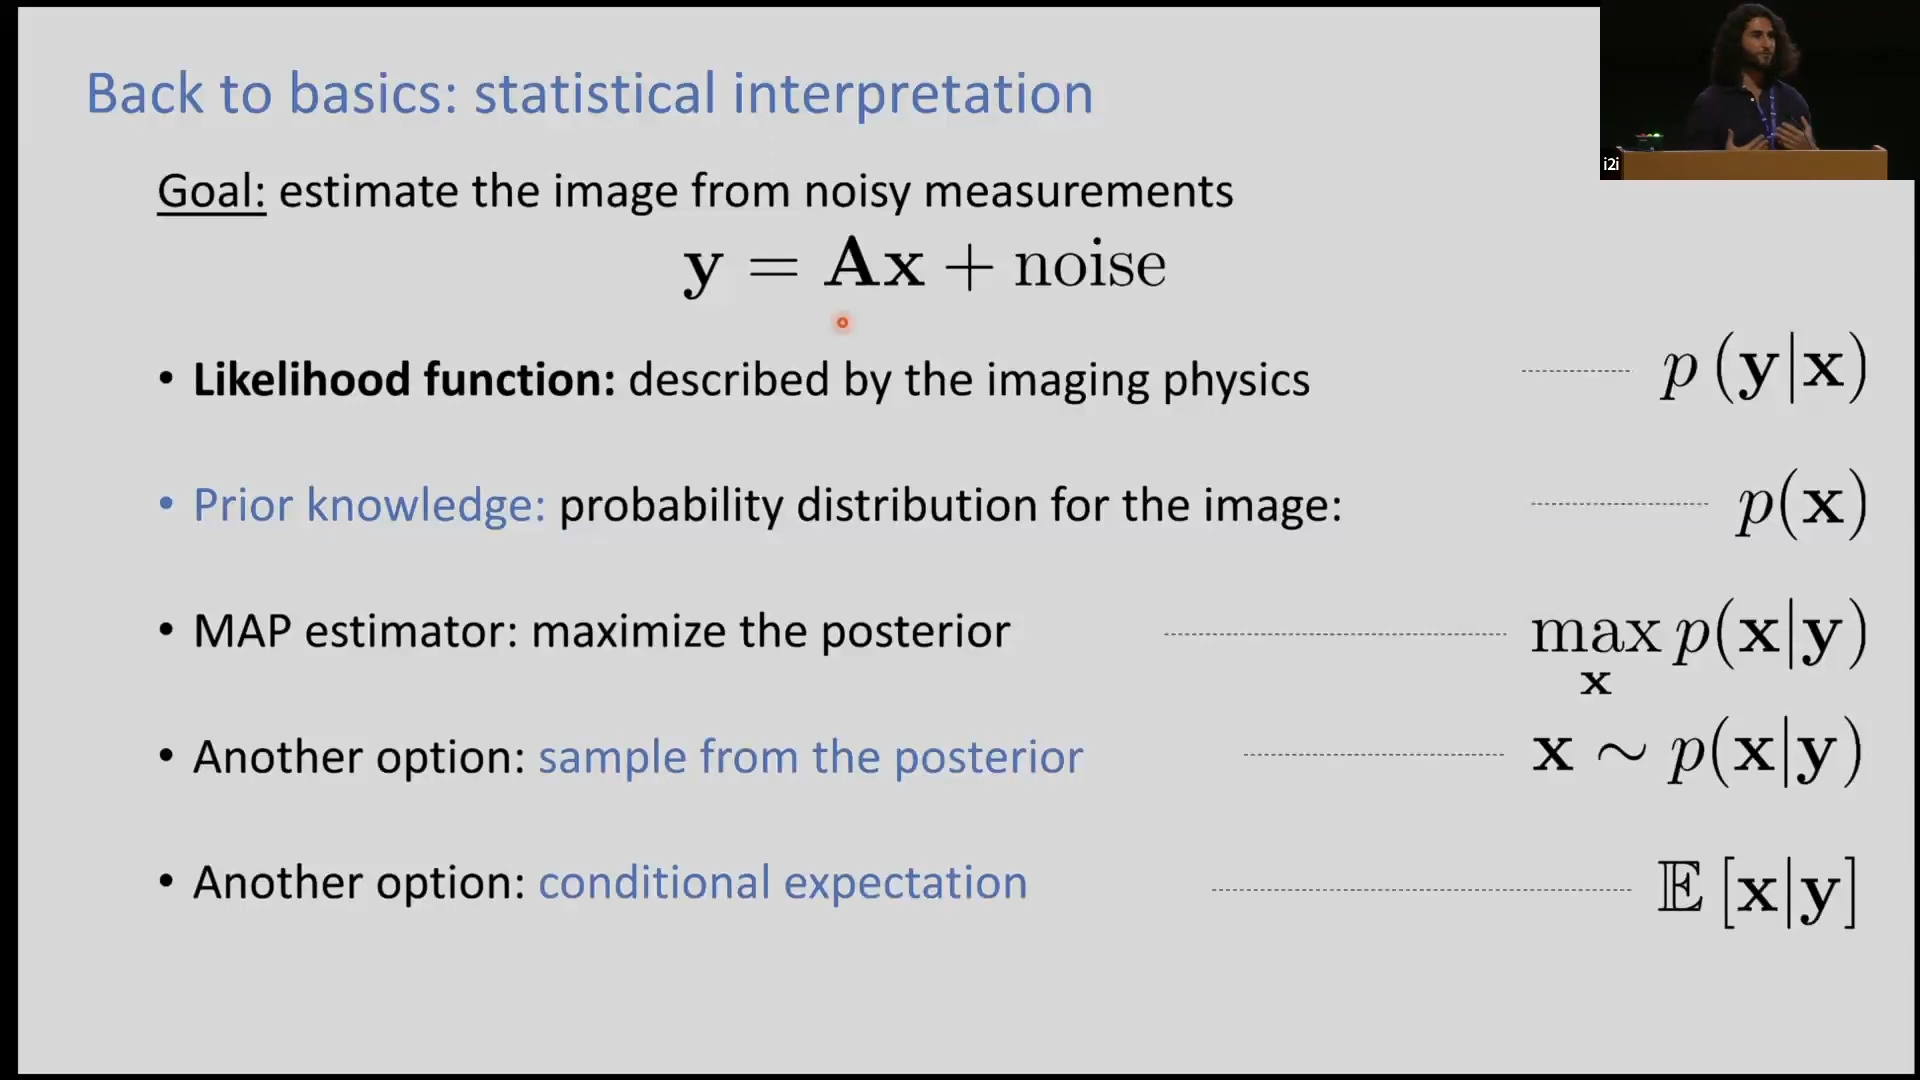 Back to basics: statistical interpretation
i2i
Goal: estimate the image from noisy measurements
y = Ax + noise
• Likelihood function: described by the imaging physics p(y|x)
• Prior knowledge: probability distribution for the image: p(x)
• MAP estimator: maximize the posterior max p(x|y)
x
• Another option: sample from the posterior x ~ p(x|y)
• Another option: conditional expectation 𝔼[x|y]